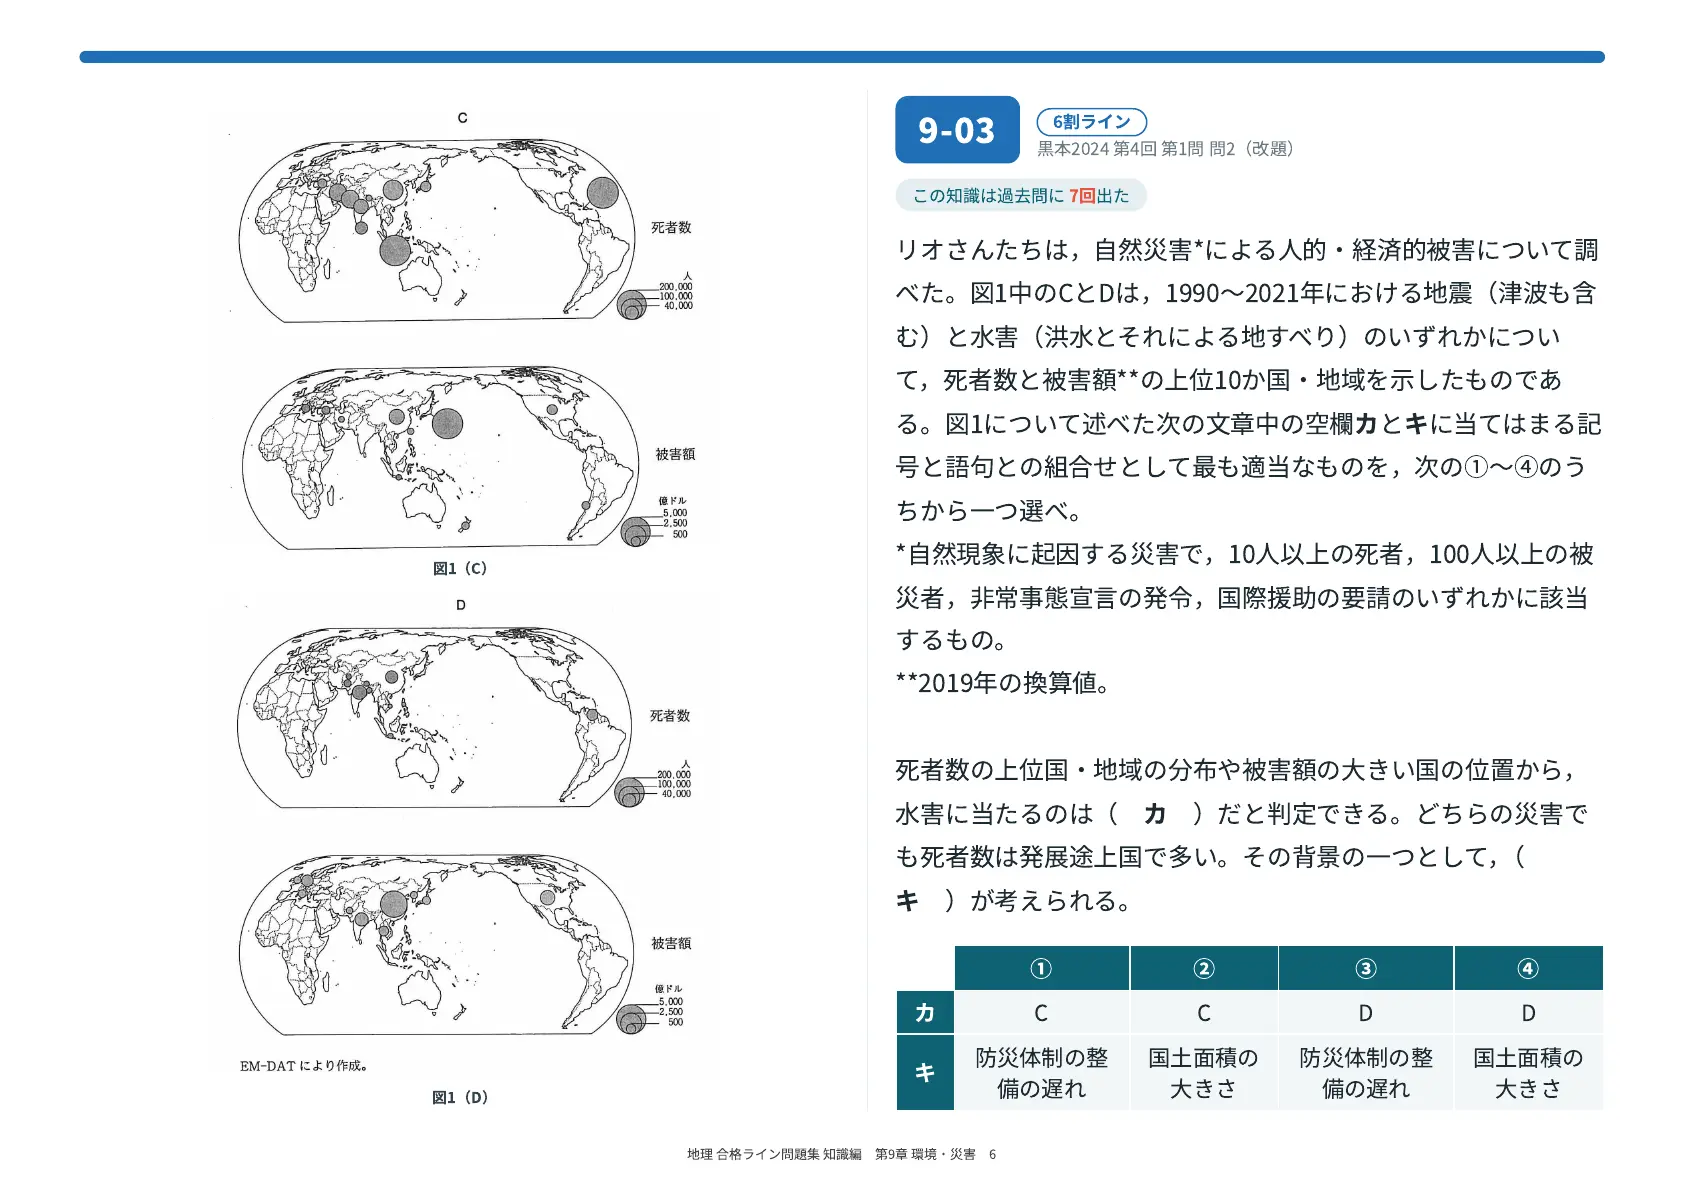 C
死者数
人
200,000
100,000
40,000
被害額
億ドル
5,000
2,500
500
図1（C）
D
死者数
人
200,000
100,000
40,000
被害額
億ドル
5,000
2,500
500
EM-DATにより作成。
図1（D）
9-03
6割ライン
黒本2024 第4回 第1問 問2（改題）
この知識は過去問に 7回出た
リオさんたちは，自然災害*による人的・経済的被害について調
べた。図1中のCとDは，1990～2021年における地震（津波も含
む）と水害（洪水とそれによる地すべり）のいずれかについ
て，死者数と被害額**の上位10か国・地域を示したものであ
る。図1について述べた次の文章中の空欄カとキに当てはまる記
号と語句との組合せとして最も適当なものを，次の①～④のう
ちから一つ選べ。
*自然現象に起因する災害で，10人以上の死者，100人以上の被
災者，非常事態宣言の発令，国際援助の要請のいずれかに該当
するもの。
**2019年の換算値。
死者数の上位国・地域の分布や被害額の大きい国の位置から，
水害に当たるのは（　カ　）だと判定できる。どちらの災害で
も死者数は発展途上国で多い。その背景の一つとして，（
キ　）が考えられる。
① ② ③ ④
カ C C D D
キ 防災体制の整備の遅れ 国土面積の大きさ 防災体制の整備の遅れ 国土面積の大きさ
地理 合格ライン問題集 知識編　第9章 環境・災害　6